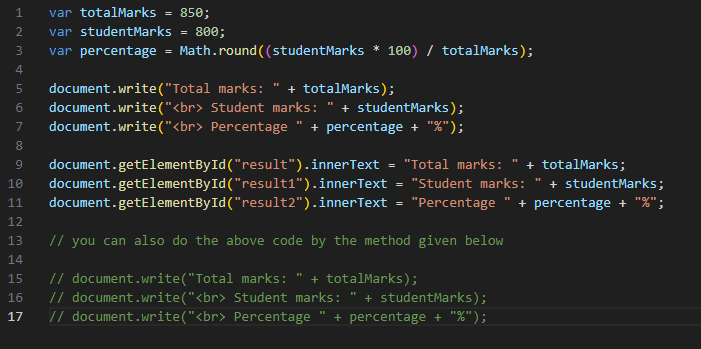 1 var totalMarks = 850;
2 var studentMarks = 800;
3 var percentage = Math.round((studentMarks * 100) / totalMarks);
4
5 document.write("Total marks: " + totalMarks);
6 document.write("<br> Student marks: " + studentMarks);
7 document.write("<br> Percentage " + percentage + "%");
8
9 document.getElementById("result").innerText = "Total marks: " + totalMarks;
10 document.getElementById("result1").innerText = "Student marks: " + studentMarks;
11 document.getElementById("result2").innerText = "Percentage " + percentage + "%";
12
13 // you can also do the above code by the method given below
14
15 // document.write("Total marks: " + totalMarks);
16 // document.write("<br> Student marks: " + studentMarks);
17 // document.write("<br> Percentage " + percentage + "%");